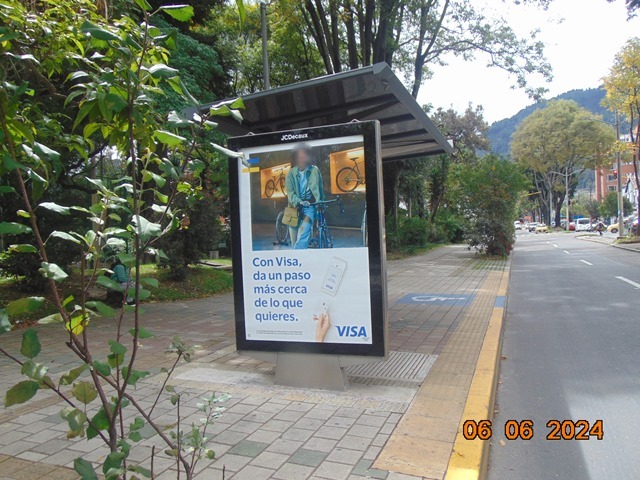 JCDecaux
Con Visa,
da un paso
más cerca
de lo que
quieres.
VISA
06 06 2024